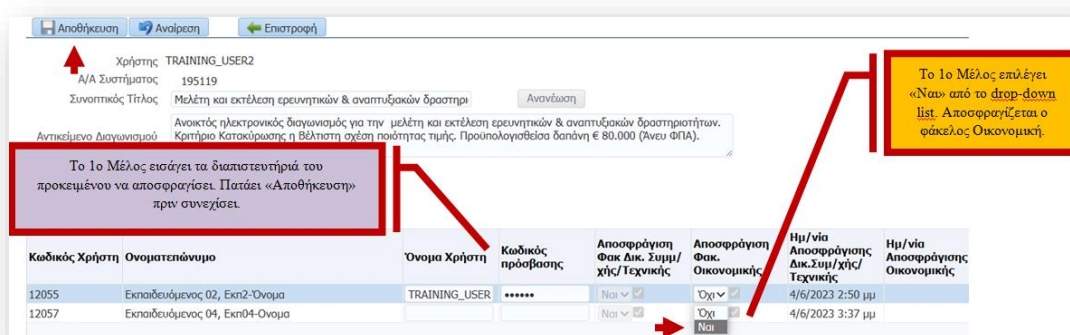 Αποθήκευση Αναίρεση Επιστροφή
Χρήστης TRAINING_USER2
Α/Α Συστήματος 195119
Συνοπτικός Τίτλος Μελέτη και εκτέλεση ερευνητικών & αναπτυξιακών δραστηρι Ανανέωση
Αντικείμενο Διαγωνισμού Ανοικτός ηλεκτρονικός διαγωνισμός για την μελέτη και εκτέλεση ερευνητικών & αναπτυξιακών δραστηριοτήτων.
Κριτήριο Κατακύρωσης η Βέλτιστη σχέση ποιότητας τιμής. Προϋπολογισθείσα δαπάνη € 80.000 (Άνευ ΦΠΑ).
Το 1ο Μέλος επιλέγει
«Ναι» από το drop-down
list. Αποσφραγίζεται ο
φάκελος Οικονομική.
Το 1ο Μέλος εισάγει τα διαπιστευτήριά του
προκειμένου να αποσφραγίσει. Πατάει «Αποθήκευση»
πριν συνεχίσει.
Κωδικός Χρήστη Ονοματεπώνυμο Όνομα Χρήστη Κωδικός πρόσβασης Αποσφράγιση Φακ Δικ. Συμμ/χής/Τεχνικής Αποσφράγιση Φακ. Οικονομικής Ημ/νία Αποσφράγισης Δικ.Συμ/χής/Τεχνικής Ημ/νία Αποσφράγισης Οικονομικής
12055 Εκπαιδευόμενος 02, Εκπ2-Όνομα TRAINING_USER •••••• Ναι Όχι 4/6/2023 2:50 μμ
12057 Εκπαιδευόμενος 04, Εκπ04-Ονομα Ναι Όχι 4/6/2023 3:37 μμ
Ναι